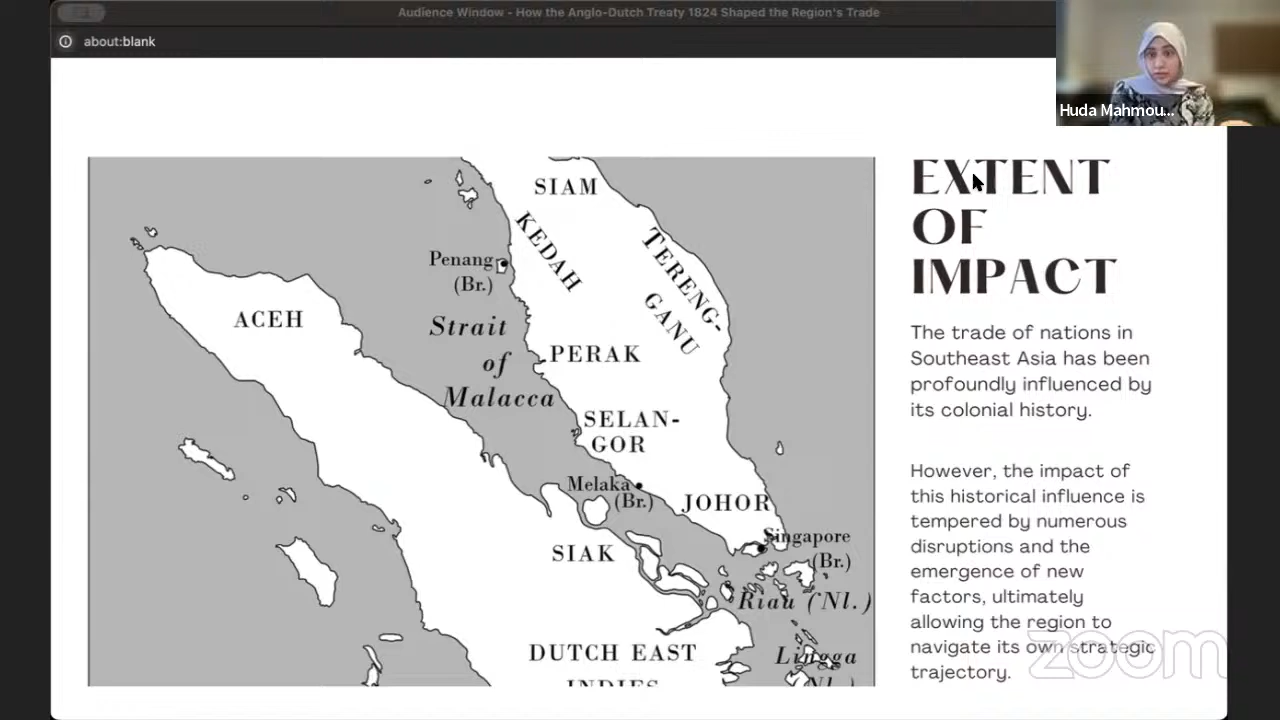 Audience Window - How the Anglo-Dutch Treaty 1824 Shaped the Region's Trade
about:blank
Huda Mahmou...
SIAM
KEDAH
TERENG-
GANU
Penang
(Br.)
ACEH
Strait
of
Malacca
PERAK
SELAN-
GOR
Melaka
(Br.)
JOHOR
Singapore
(Br.)
SIAK
Riau (Nl.)
DUTCH EAST
INDIES
Lingga
(Nl.)
EXTENT
OF
IMPACT
The trade of nations in
Southeast Asia has been
profoundly influenced by
its colonial history.
However, the impact of
this historical influence is
tempered by numerous
disruptions and the
emergence of new
factors, ultimately
allowing the region to
navigate its own strategic
trajectory.
zoom